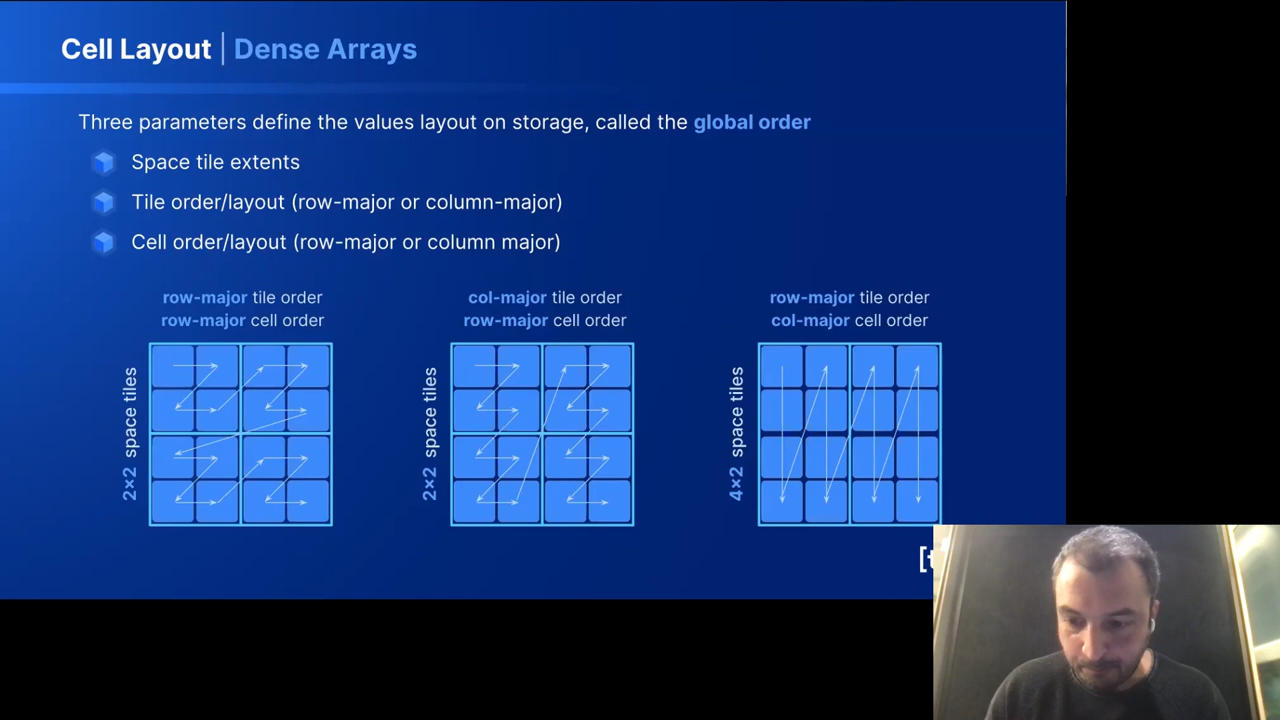 Cell Layout | Dense Arrays
Three parameters define the values layout on storage, called the global order
Space tile extents
Tile order/layout (row-major or column-major)
Cell order/layout (row-major or column major)
row-major tile order
row-major cell order
2×2 space tiles
col-major tile order
row-major cell order
2×2 space tiles
row-major tile order
col-major cell order
4×2 space tiles